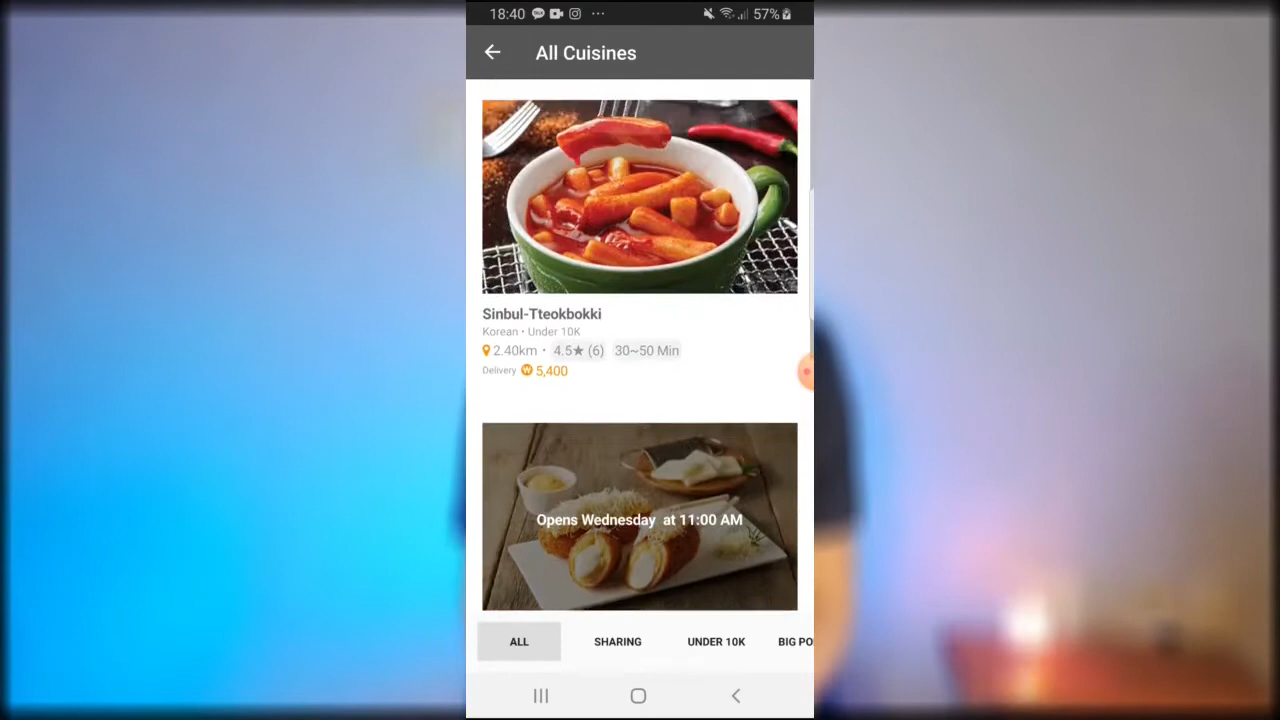 18:40 ... 57%
All Cuisines
Sinbul-Tteokbokki
Korean • Under 10K
2.40km • 4.5★ (6) 30~50 Min
Delivery W 5,400
Opens Wednesday at 11:00 AM
ALL SHARING UNDER 10K BIG PO